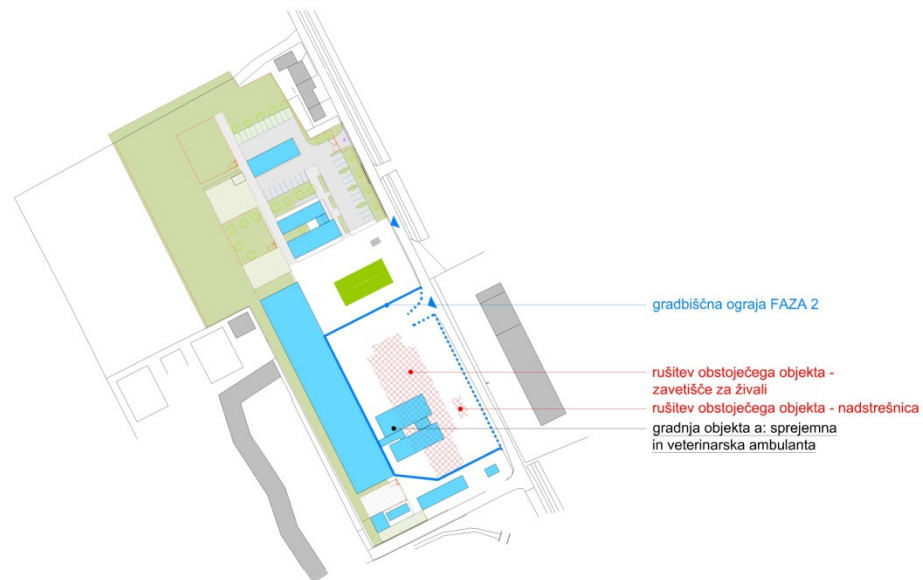 gradbiščna ograja FAZA 2
rušitev obstoječega objekta -
zavetišče za živali
rušitev obstoječega objekta - nadstrešnica
gradnja objekta a: sprejemna
in veterinarska ambulanta